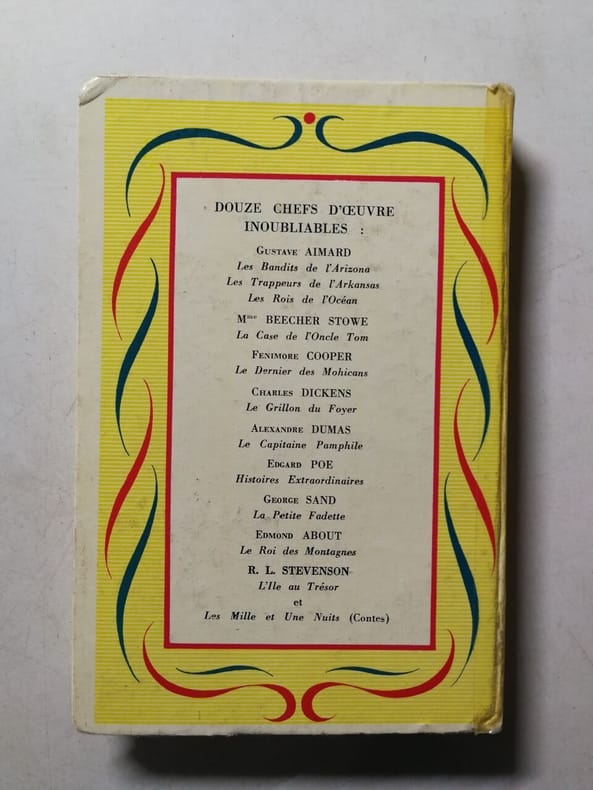 DOUZE CHEFS D'ŒUVRE
INOUBLIABLES :
GUSTAVE AIMARD
Les Bandits de l'Arizona
Les Trappeurs de l'Arkansas
Les Rois de l'Océan
Mme BEECHER STOWE
La Case de l'Oncle Tom
FENIMORE COOPER
Le Dernier des Mohicans
CHARLES DICKENS
Le Grillon du Foyer
ALEXANDRE DUMAS
Le Capitaine Pamphile
EDGARD POE
Histoires Extraordinaires
GEORGE SAND
La Petite Fadette
EDMOND ABOUT
Le Roi des Montagnes
R. L. STEVENSON
L'Ile au Trésor
et
Les Mille et Une Nuits (Contes)